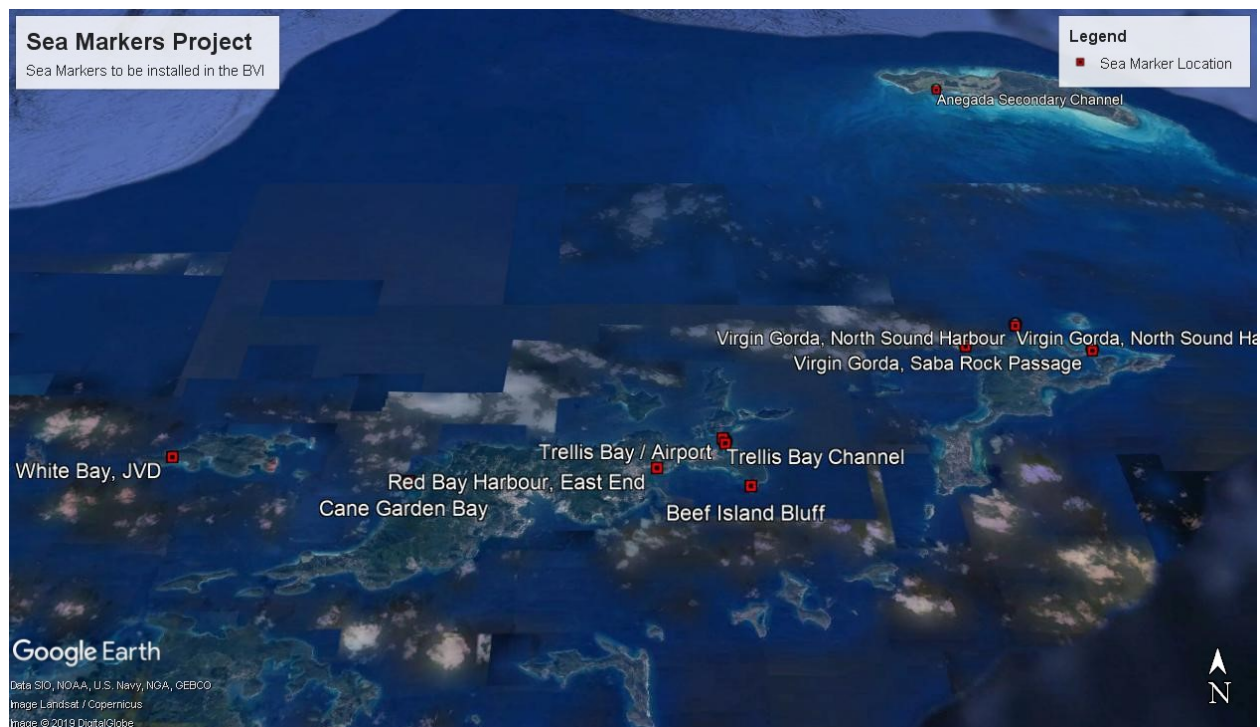 Sea Markers Project
Sea Markers to be installed in the BVI
Legend
Sea Marker Location
Anegada Secondary Channel
Virgin Gorda, North Sound Harbour
Virgin Gorda, North Sound Ha
Virgin Gorda, Saba Rock Passage
Trellis Bay / Airport
Trellis Bay Channel
White Bay, JVD
Red Bay Harbour, East End
Cane Garden Bay
Beef Island Bluff
Google Earth
Data SIO, NOAA, U.S. Navy, NGA, GEBCO
Image Landsat / Copernicus
Image © 2019 DigitalGlobe
N